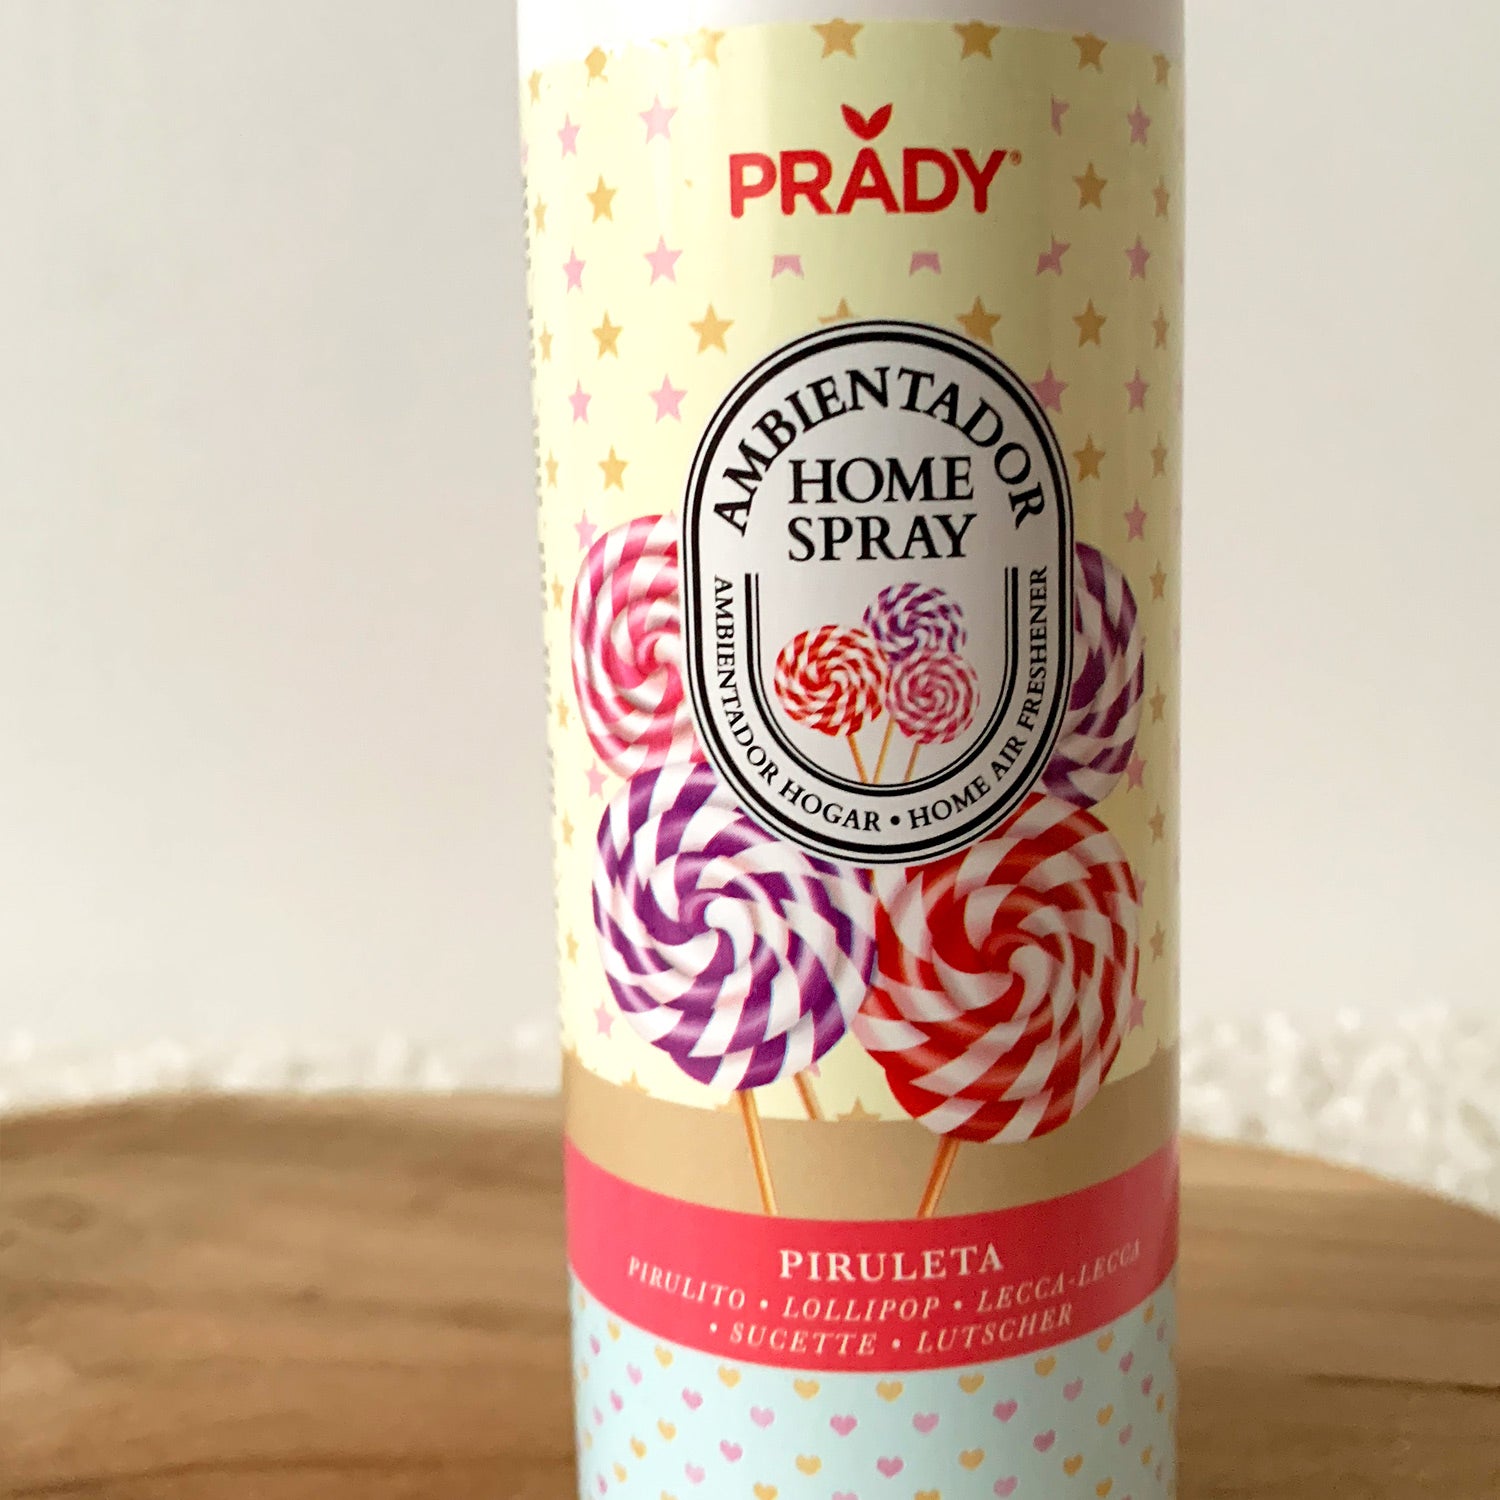 PRADY®
AMBIENTADOR
HOME
SPRAY
AMBIENTADOR HOGAR • HOME AIR FRESHENER
PIRULETA
PIRULITO • LOLLIPOP • LECCA-LECCA
• SUCETTE • LUTSCHER